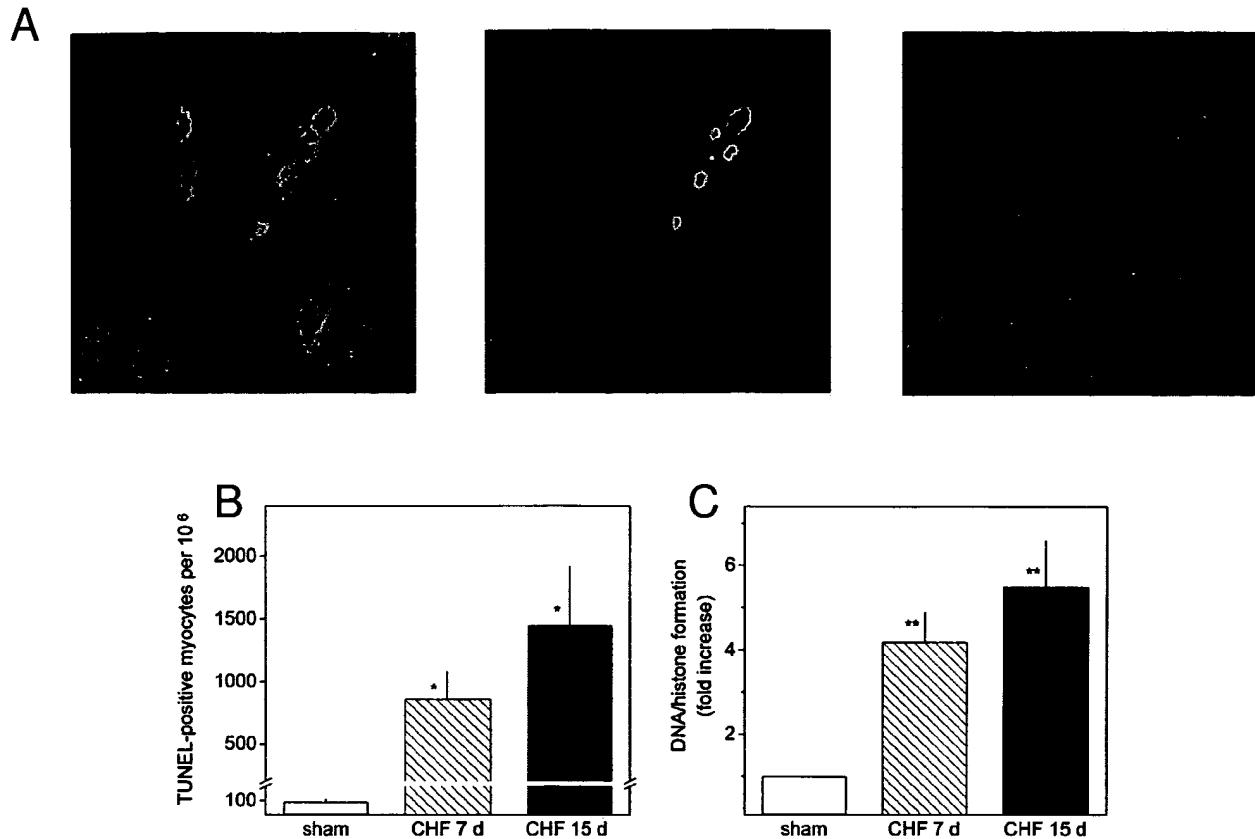 A
B
TUNEL-positive myocytes per 10⁶
2000
1500
1000
500
100
*
*
sham
CHF 7 d
CHF 15 d
C
DNA/histone formation
(fold increase)
6
4
2
**
**
sham
CHF 7 d
CHF 15 d